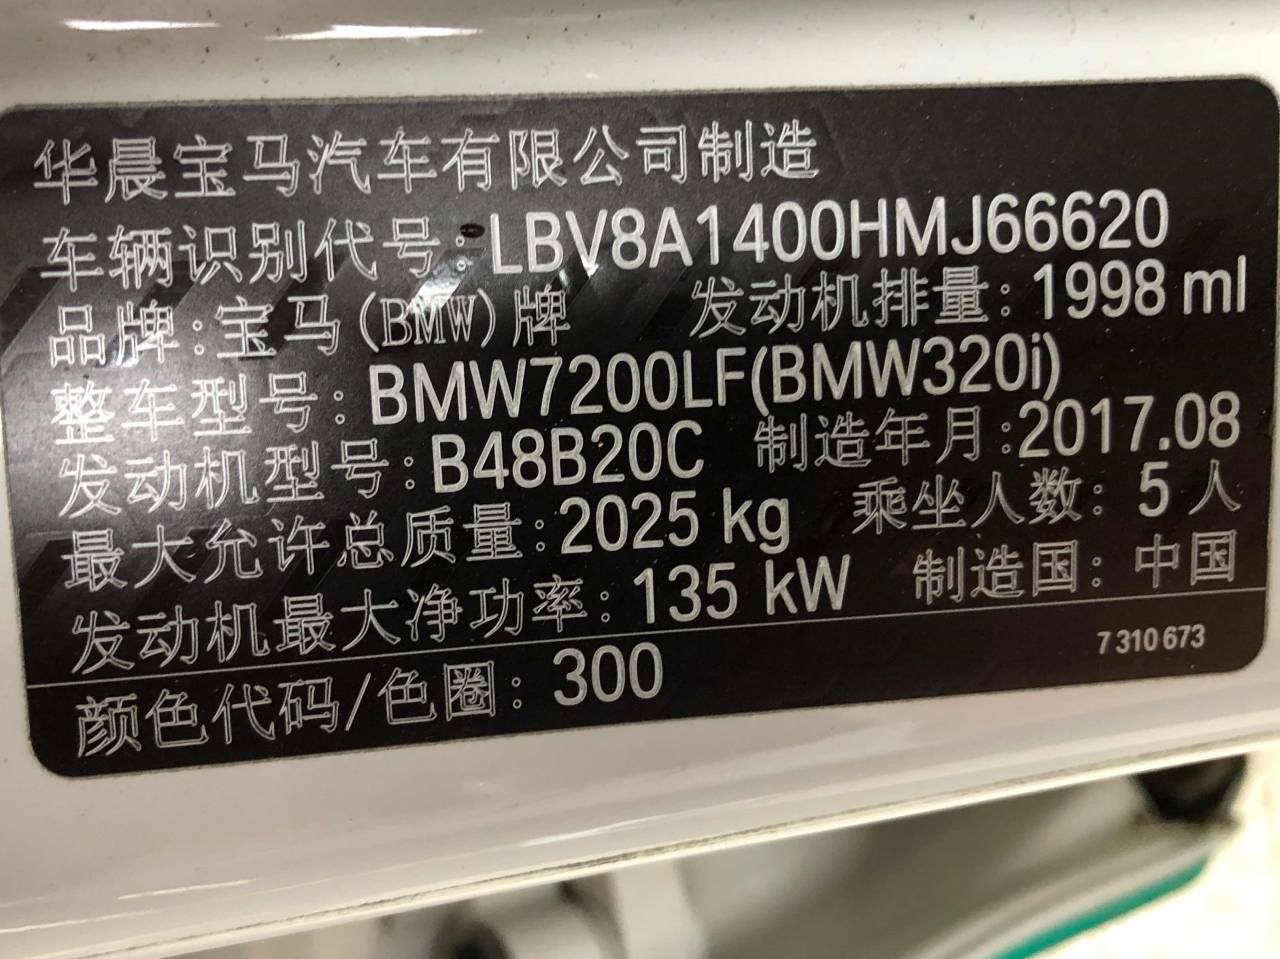 华晨宝马汽车有限公司制造
车辆识别代号:LBV8A1400HMJ66620
品牌:宝马(BMW)牌 发动机排量:1998 ml
整车型号:BMW7200LF(BMW320i)
发动机型号:B48B20C 制造年月:2017.08
最大允许总质量:2025 kg 乘坐人数:5 人
发动机最大净功率:135 kW 制造国:中国
颜色代码/色圈:300 7 310 673